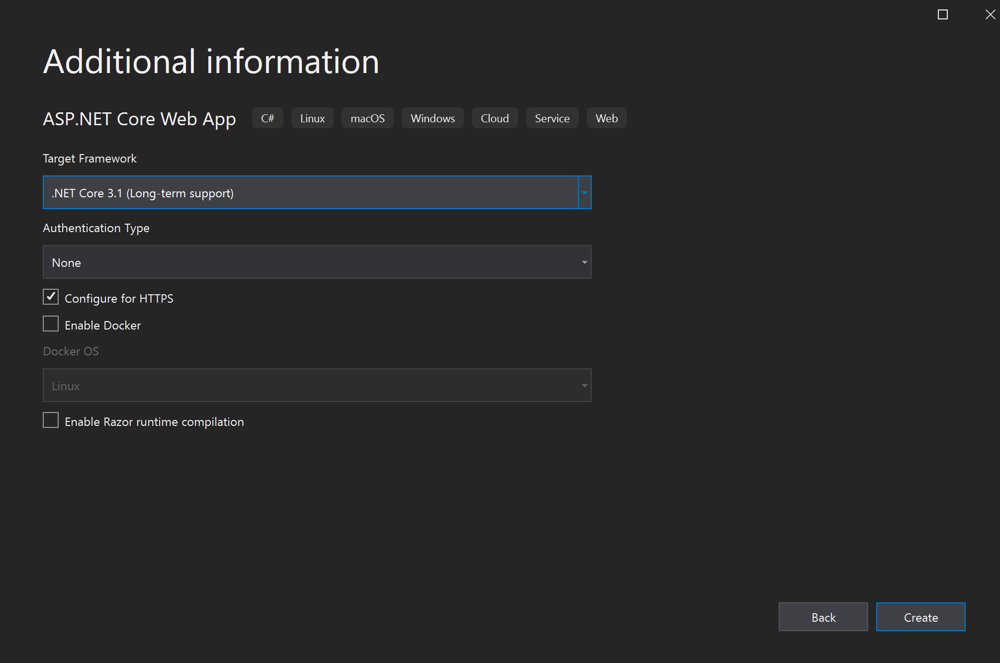 Additional information
ASP.NET Core Web App C# Linux macOS Windows Cloud Service Web
Target Framework
.NET Core 3.1 (Long-term support)
Authentication Type
None
Configure for HTTPS
Enable Docker
Docker OS
Linux
Enable Razor runtime compilation
Back Create